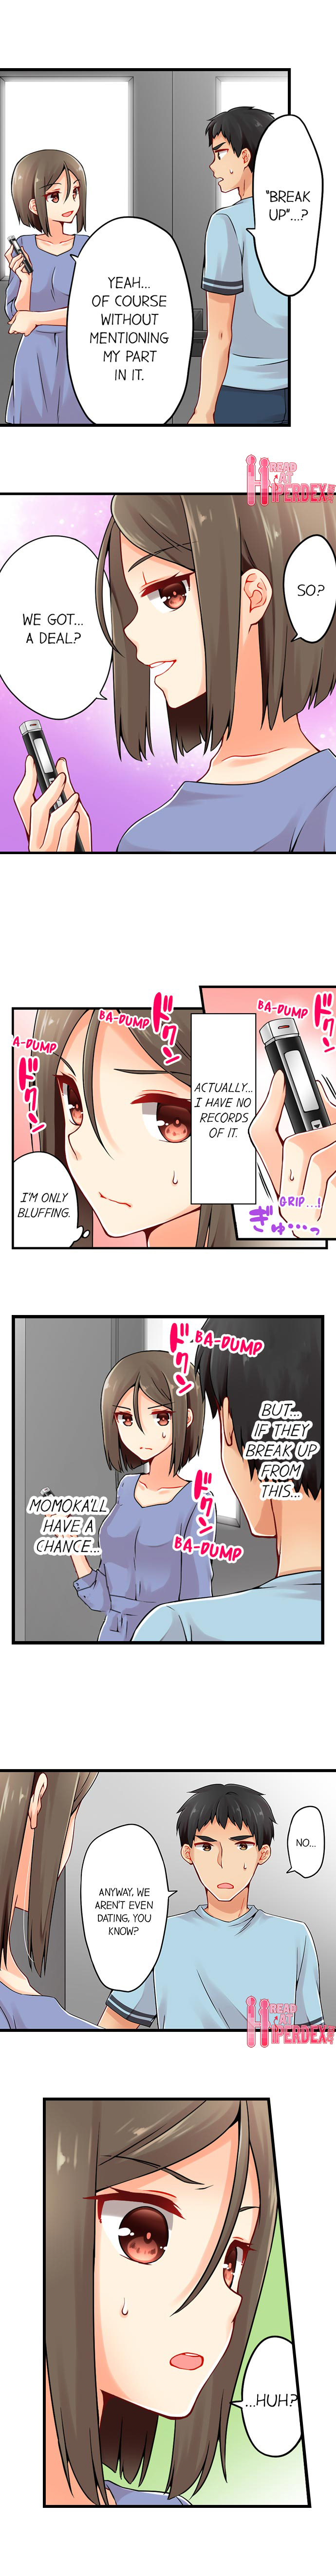 "BREAK
UP"...?
YEAH...
OF COURSE
WITHOUT
MENTIONING
MY PART
IN IT.
READ
AT
HIPERDEX
SO?
WE GOT...
A DEAL?
BA-DUMP
ドクン
BA-DUMP
ドクン
A-DUMP
ドクン
ACTUALLY...
I HAVE NO
RECORDS
OF IT.
GRIP...!
ぎゅ…っ
I'M ONLY
BLUFFING.
ドクン
BA-DUMP
BUT...
IF THEY
BREAK UP
FROM
THIS...
MOMOKA'LL
HAVE A
CHANCE...
ドクン
BA-DUMP
NO...
ANYWAY, WE
AREN'T EVEN
DATING, YOU
KNOW?
READ
AT
HIPERDEX
...HUH?